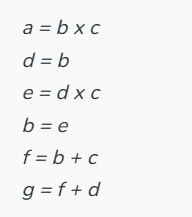 a = b x c
d = b
e = d x c
b = e
f = b + c
g = f + d